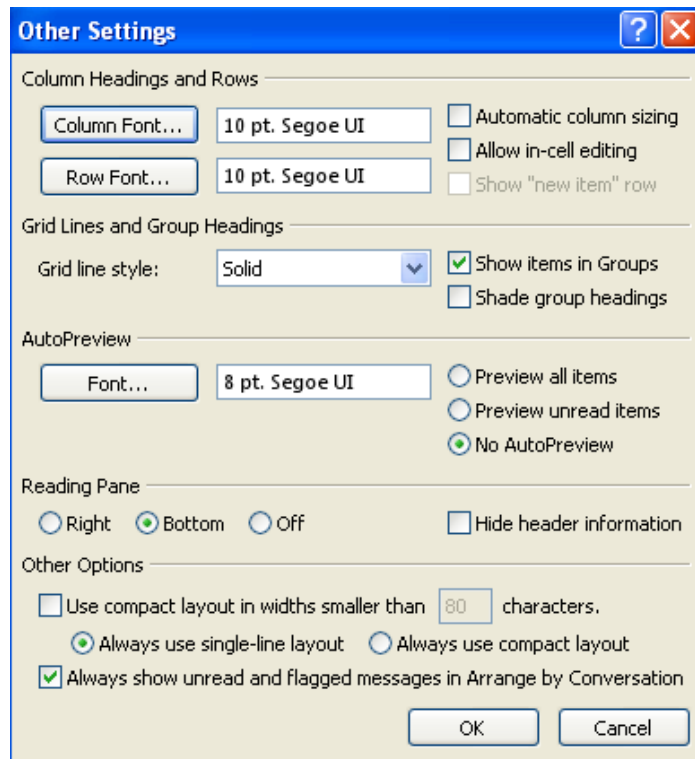 Other Settings
Column Headings and Rows
Column Font...
10 pt. Segoe UI
Automatic column sizing
Allow in-cell editing
Row Font...
10 pt. Segoe UI
Show "new item" row
Grid Lines and Group Headings
Grid line style:
Solid
Show items in Groups
Shade group headings
AutoPreview
Font...
8 pt. Segoe UI
Preview all items
Preview unread items
No AutoPreview
Reading Pane
Right
Bottom
Off
Hide header information
Other Options
Use compact layout in widths smaller than 80 characters.
Always use single-line layout
Always use compact layout
Always show unread and flagged messages in Arrange by Conversation
OK
Cancel